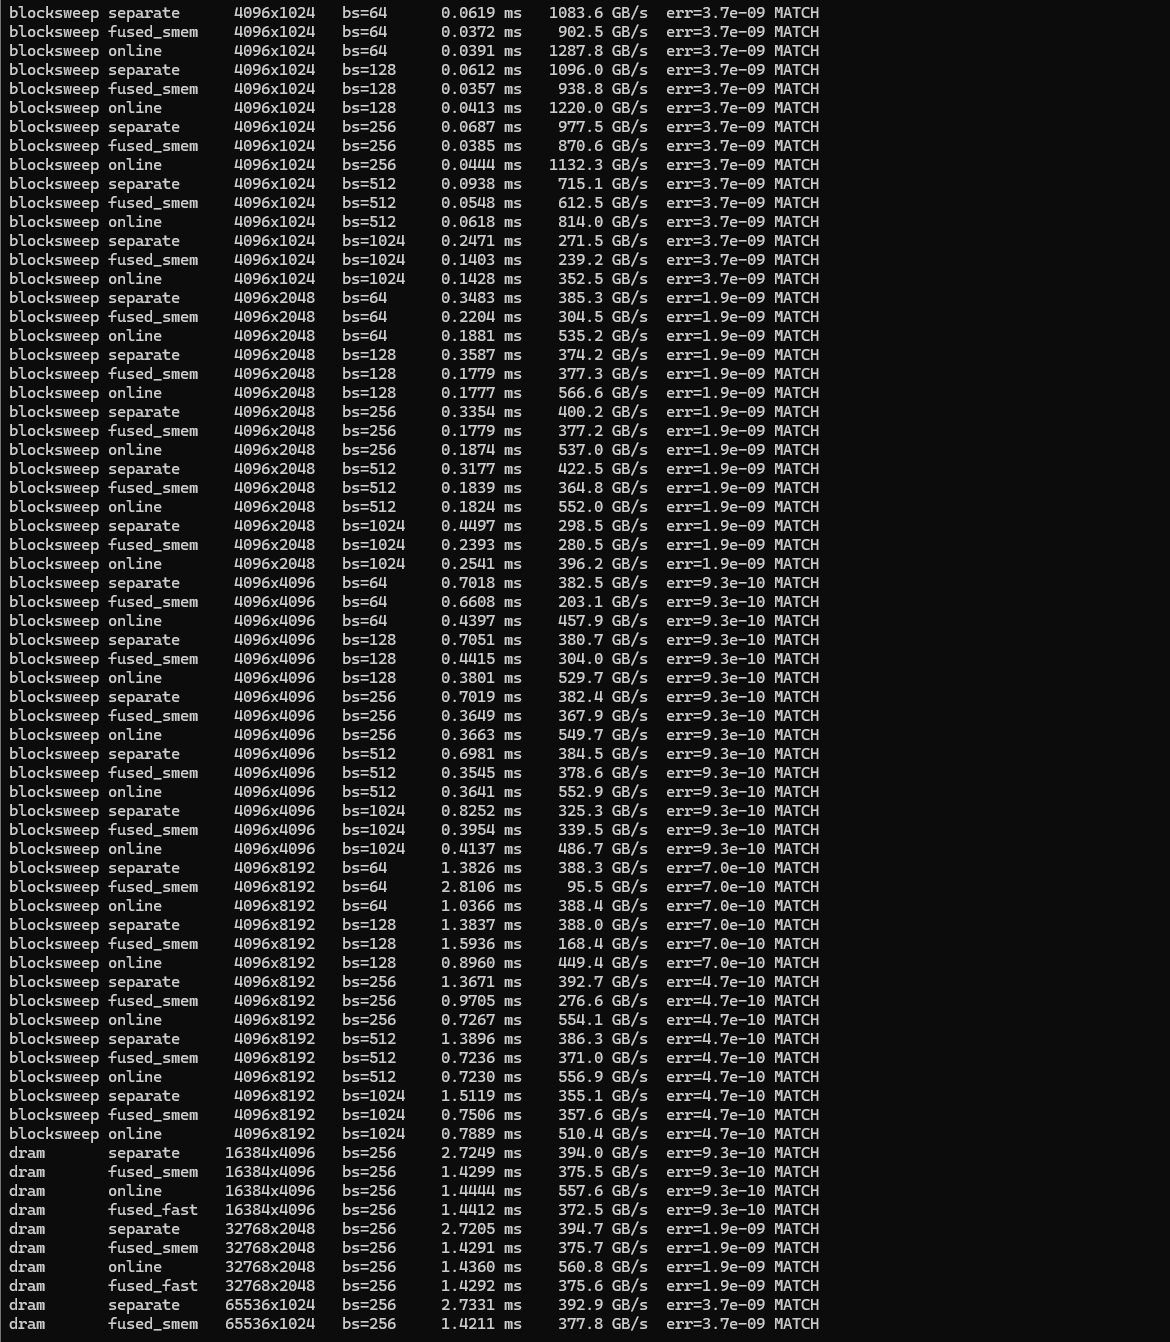 blocksweep separate      4096x1024   bs=64      0.0619 ms   1083.6 GB/s  err=3.7e-09 MATCH
blocksweep fused_smem    4096x1024   bs=64      0.0372 ms    902.5 GB/s  err=3.7e-09 MATCH
blocksweep online        4096x1024   bs=64      0.0391 ms   1287.8 GB/s  err=3.7e-09 MATCH
blocksweep separate      4096x1024   bs=128     0.0612 ms   1096.0 GB/s  err=3.7e-09 MATCH
blocksweep fused_smem    4096x1024   bs=128     0.0357 ms    938.8 GB/s  err=3.7e-09 MATCH
blocksweep online        4096x1024   bs=128     0.0413 ms   1220.0 GB/s  err=3.7e-09 MATCH
blocksweep separate      4096x1024   bs=256     0.0687 ms    977.5 GB/s  err=3.7e-09 MATCH
blocksweep fused_smem    4096x1024   bs=256     0.0385 ms    870.6 GB/s  err=3.7e-09 MATCH
blocksweep online        4096x1024   bs=256     0.0444 ms   1132.3 GB/s  err=3.7e-09 MATCH
blocksweep separate      4096x1024   bs=512     0.0938 ms    715.1 GB/s  err=3.7e-09 MATCH
blocksweep fused_smem    4096x1024   bs=512     0.0548 ms    612.5 GB/s  err=3.7e-09 MATCH
blocksweep online        4096x1024   bs=512     0.0618 ms    814.0 GB/s  err=3.7e-09 MATCH
blocksweep separate      4096x1024   bs=1024    0.2471 ms    271.5 GB/s  err=3.7e-09 MATCH
blocksweep fused_smem    4096x1024   bs=1024    0.1403 ms    239.2 GB/s  err=3.7e-09 MATCH
blocksweep online        4096x1024   bs=1024    0.1428 ms    352.5 GB/s  err=3.7e-09 MATCH
blocksweep separate      4096x2048   bs=64      0.3483 ms    385.3 GB/s  err=1.9e-09 MATCH
blocksweep fused_smem    4096x2048   bs=64      0.2204 ms    304.5 GB/s  err=1.9e-09 MATCH
blocksweep online        4096x2048   bs=64      0.1881 ms    535.2 GB/s  err=1.9e-09 MATCH
blocksweep separate      4096x2048   bs=128     0.3587 ms    374.2 GB/s  err=1.9e-09 MATCH
blocksweep fused_smem    4096x2048   bs=128     0.1779 ms    377.3 GB/s  err=1.9e-09 MATCH
blocksweep online        4096x2048   bs=128     0.1777 ms    566.6 GB/s  err=1.9e-09 MATCH
blocksweep separate      4096x2048   bs=256     0.3354 ms    400.2 GB/s  err=1.9e-09 MATCH
blocksweep fused_smem    4096x2048   bs=256     0.1779 ms    377.2 GB/s  err=1.9e-09 MATCH
blocksweep online        4096x2048   bs=256     0.1874 ms    537.0 GB/s  err=1.9e-09 MATCH
blocksweep separate      4096x2048   bs=512     0.3177 ms    422.5 GB/s  err=1.9e-09 MATCH
blocksweep fused_smem    4096x2048   bs=512     0.1839 ms    364.8 GB/s  err=1.9e-09 MATCH
blocksweep online        4096x2048   bs=512     0.1824 ms    552.0 GB/s  err=1.9e-09 MATCH
blocksweep separate      4096x2048   bs=1024    0.4497 ms    298.5 GB/s  err=1.9e-09 MATCH
blocksweep fused_smem    4096x2048   bs=1024    0.2393 ms    280.5 GB/s  err=1.9e-09 MATCH
blocksweep online        4096x2048   bs=1024    0.2541 ms    396.2 GB/s  err=1.9e-09 MATCH
blocksweep separate      4096x4096   bs=64      0.7018 ms    382.5 GB/s  err=9.3e-10 MATCH
blocksweep fused_smem    4096x4096   bs=64      0.6608 ms    203.1 GB/s  err=9.3e-10 MATCH
blocksweep online        4096x4096   bs=64      0.4397 ms    457.9 GB/s  err=9.3e-10 MATCH
blocksweep separate      4096x4096   bs=128     0.7051 ms    380.7 GB/s  err=9.3e-10 MATCH
blocksweep fused_smem    4096x4096   bs=128     0.4415 ms    304.0 GB/s  err=9.3e-10 MATCH
blocksweep online        4096x4096   bs=128     0.3801 ms    529.7 GB/s  err=9.3e-10 MATCH
blocksweep separate      4096x4096   bs=256     0.7019 ms    382.4 GB/s  err=9.3e-10 MATCH
blocksweep fused_smem    4096x4096   bs=256     0.3649 ms    367.9 GB/s  err=9.3e-10 MATCH
blocksweep online        4096x4096   bs=256     0.3663 ms    549.7 GB/s  err=9.3e-10 MATCH
blocksweep separate      4096x4096   bs=512     0.6981 ms    384.5 GB/s  err=9.3e-10 MATCH
blocksweep fused_smem    4096x4096   bs=512     0.3545 ms    378.6 GB/s  err=9.3e-10 MATCH
blocksweep online        4096x4096   bs=512     0.3641 ms    552.9 GB/s  err=9.3e-10 MATCH
blocksweep separate      4096x4096   bs=1024    0.8252 ms    325.3 GB/s  err=9.3e-10 MATCH
blocksweep fused_smem    4096x4096   bs=1024    0.3954 ms    339.5 GB/s  err=9.3e-10 MATCH
blocksweep online        4096x4096   bs=1024    0.4137 ms    486.7 GB/s  err=9.3e-10 MATCH
blocksweep separate      4096x8192   bs=64      1.3826 ms    388.3 GB/s  err=7.0e-10 MATCH
blocksweep fused_smem    4096x8192   bs=64      2.8106 ms     95.5 GB/s  err=7.0e-10 MATCH
blocksweep online        4096x8192   bs=64      1.0366 ms    388.4 GB/s  err=7.0e-10 MATCH
blocksweep separate      4096x8192   bs=128     1.3837 ms    388.0 GB/s  err=7.0e-10 MATCH
blocksweep fused_smem    4096x8192   bs=128     1.5936 ms    168.4 GB/s  err=7.0e-10 MATCH
blocksweep online        4096x8192   bs=128     0.8960 ms    449.4 GB/s  err=7.0e-10 MATCH
blocksweep separate      4096x8192   bs=256     1.3671 ms    392.7 GB/s  err=4.7e-10 MATCH
blocksweep fused_smem    4096x8192   bs=256     0.9705 ms    276.6 GB/s  err=4.7e-10 MATCH
blocksweep online        4096x8192   bs=256     0.7267 ms    554.1 GB/s  err=4.7e-10 MATCH
blocksweep separate      4096x8192   bs=512     1.3896 ms    386.3 GB/s  err=4.7e-10 MATCH
blocksweep fused_smem    4096x8192   bs=512     0.7236 ms    371.0 GB/s  err=4.7e-10 MATCH
blocksweep online        4096x8192   bs=512     0.7230 ms    556.9 GB/s  err=4.7e-10 MATCH
blocksweep separate      4096x8192   bs=1024    1.5119 ms    355.1 GB/s  err=4.7e-10 MATCH
blocksweep fused_smem    4096x8192   bs=1024    0.7506 ms    357.6 GB/s  err=4.7e-10 MATCH
blocksweep online        4096x8192   bs=1024    0.7889 ms    510.4 GB/s  err=4.7e-10 MATCH
dram       separate     16384x4096   bs=256     2.7249 ms    394.0 GB/s  err=9.3e-10 MATCH
dram       fused_smem   16384x4096   bs=256     1.4299 ms    375.5 GB/s  err=9.3e-10 MATCH
dram       online       16384x4096   bs=256     1.4444 ms    557.6 GB/s  err=9.3e-10 MATCH
dram       fused_fast   16384x4096   bs=256     1.4412 ms    372.5 GB/s  err=9.3e-10 MATCH
dram       separate     32768x2048   bs=256     2.7205 ms    394.7 GB/s  err=1.9e-09 MATCH
dram       fused_smem   32768x2048   bs=256     1.4291 ms    375.7 GB/s  err=1.9e-09 MATCH
dram       online       32768x2048   bs=256     1.4360 ms    560.8 GB/s  err=1.9e-09 MATCH
dram       fused_fast   32768x2048   bs=256     1.4292 ms    375.6 GB/s  err=1.9e-09 MATCH
dram       separate     65536x1024   bs=256     2.7331 ms    392.9 GB/s  err=3.7e-09 MATCH
dram       fused_smem   65536x1024   bs=256     1.4211 ms    377.8 GB/s  err=3.7e-09 MATCH